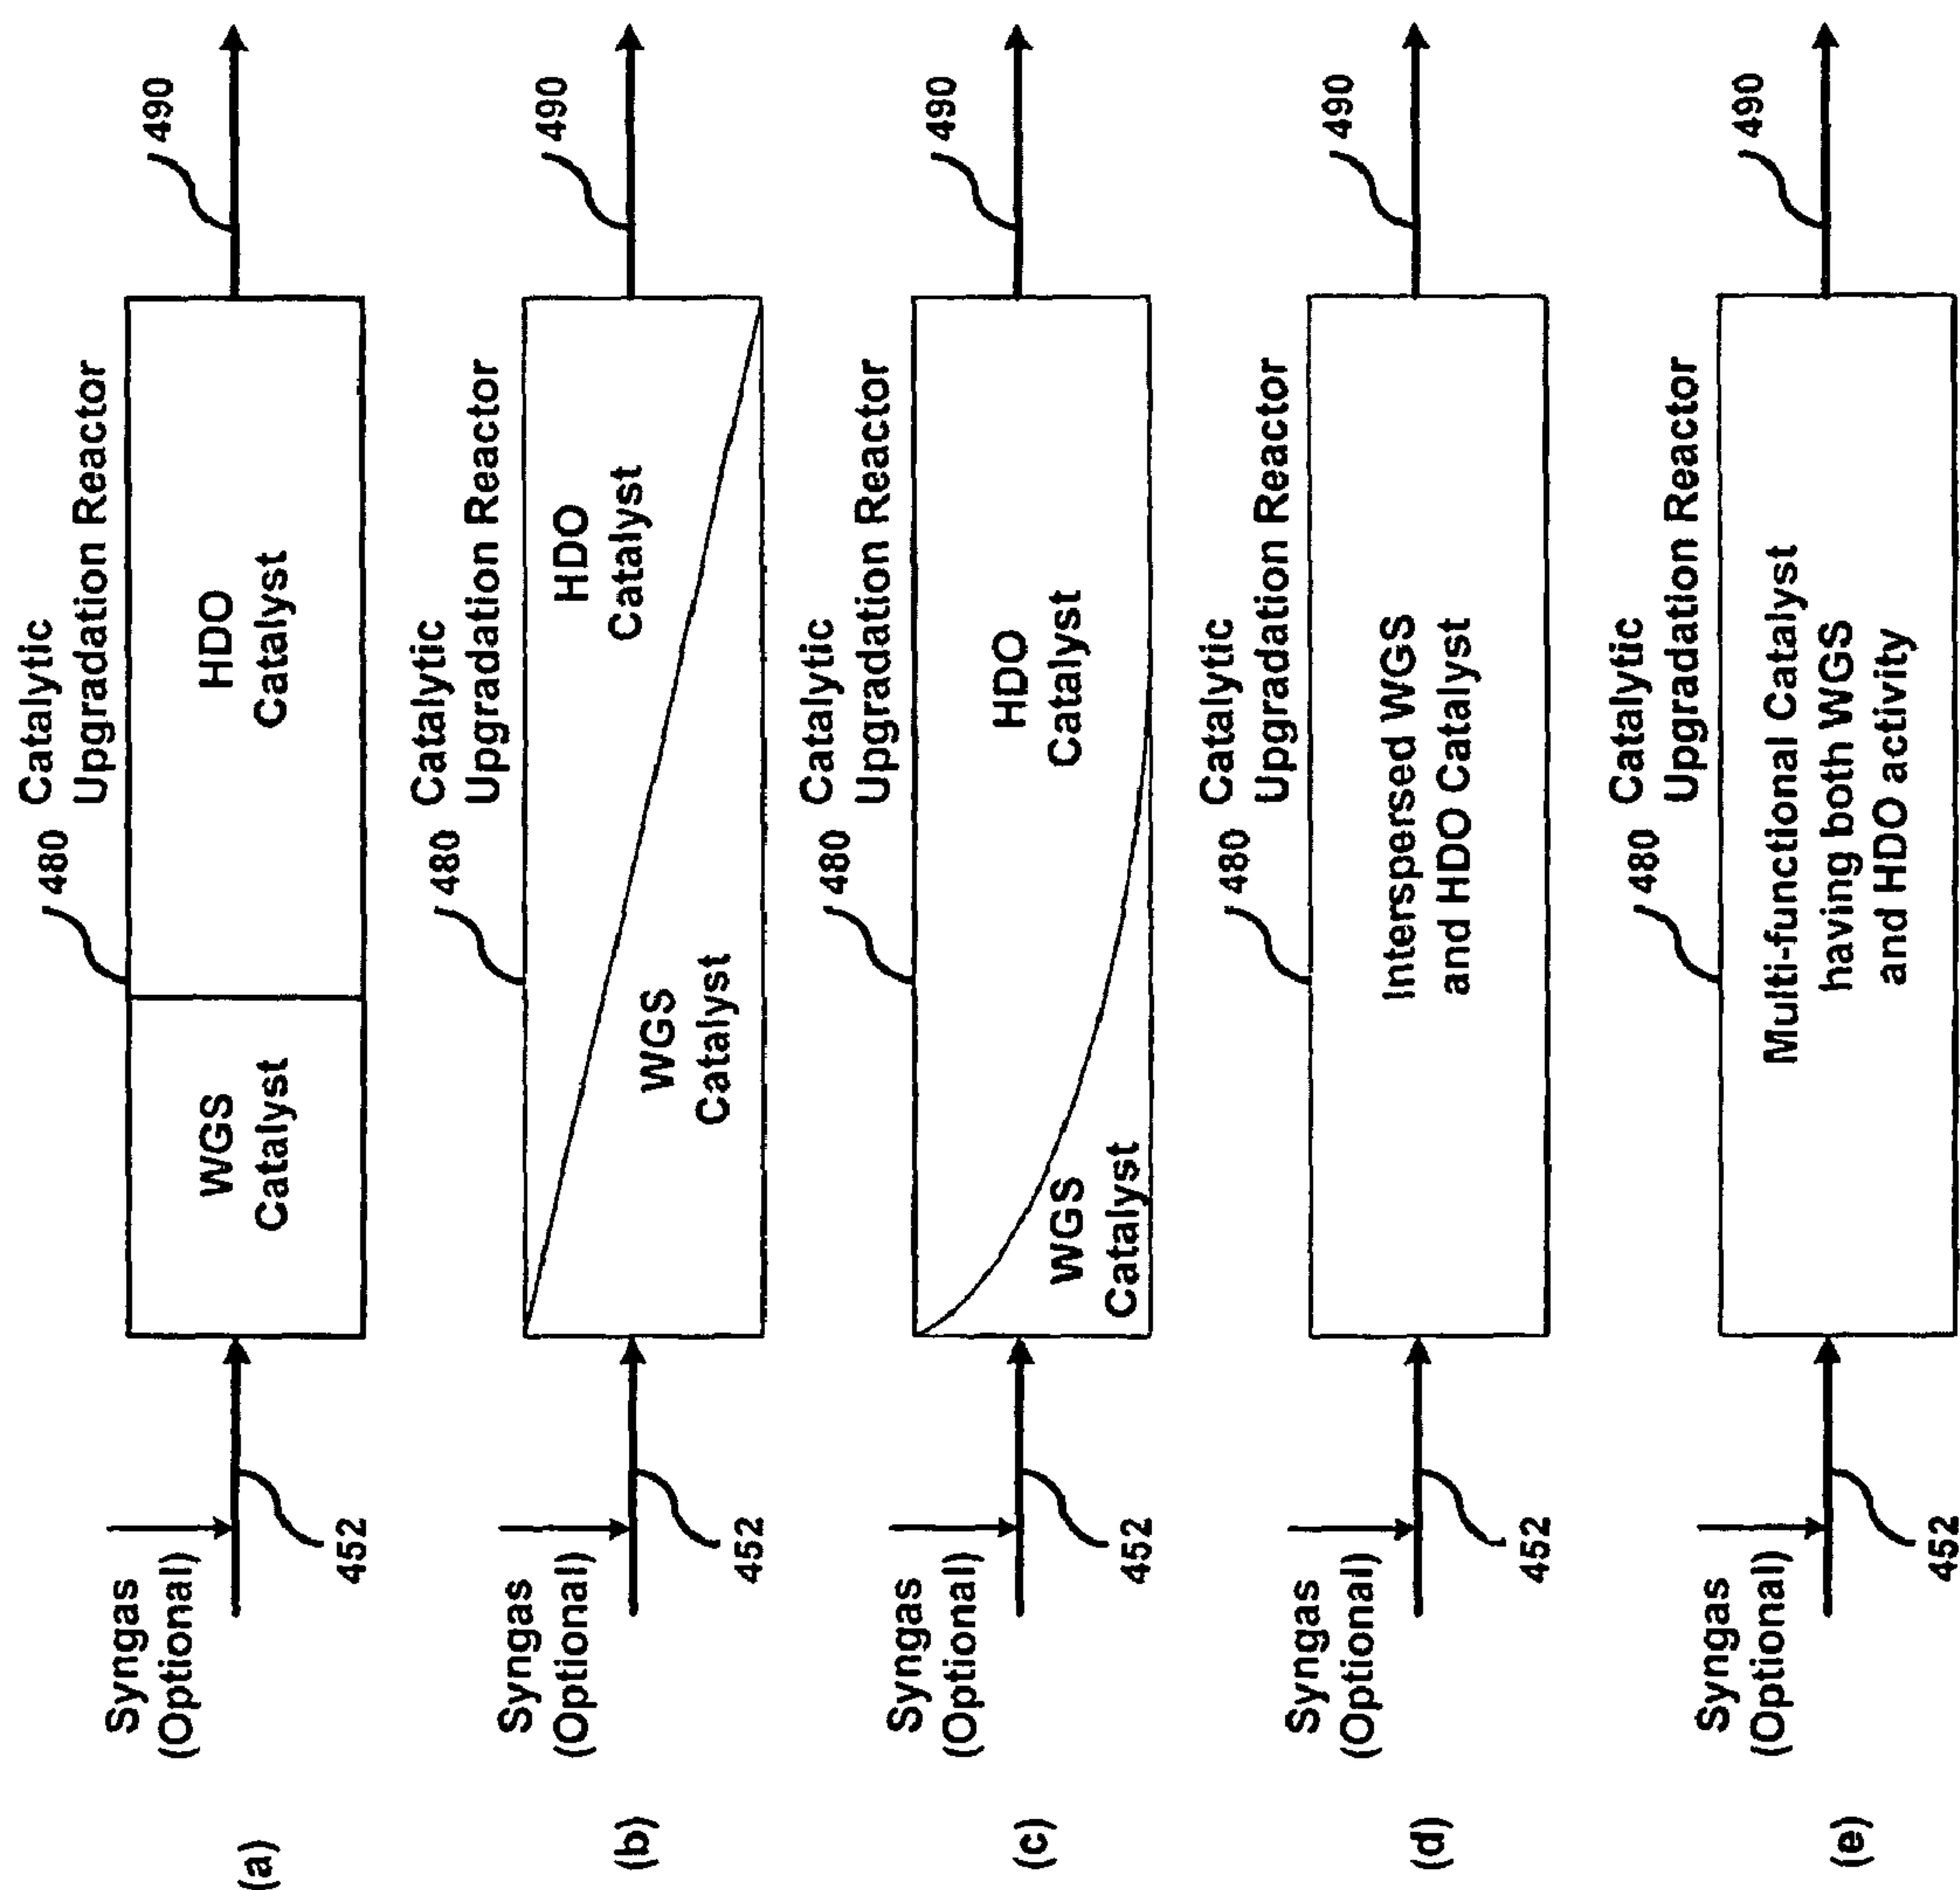 (a)
Syngas
(Optional)
452
480
Catalytic
Upgradation Reactor
WGS
Catalyst
HDO
Catalyst
490
(b)
Syngas
(Optional)
452
480
Catalytic
Upgradation Reactor
WGS
Catalyst
HDO
Catalyst
490
(c)
Syngas
(Optional)
452
480
Catalytic
Upgradation Reactor
WGS
Catalyst
HDO
Catalyst
490
(d)
Syngas
(Optional)
452
480
Catalytic
Upgradation Reactor
Interspersed WGS
and HDO Catalyst
490
(e)
Syngas
(Optional)
452
480
Catalytic
Upgradation Reactor
Multi-functional Catalyst
having both WGS
and HDO activity
490